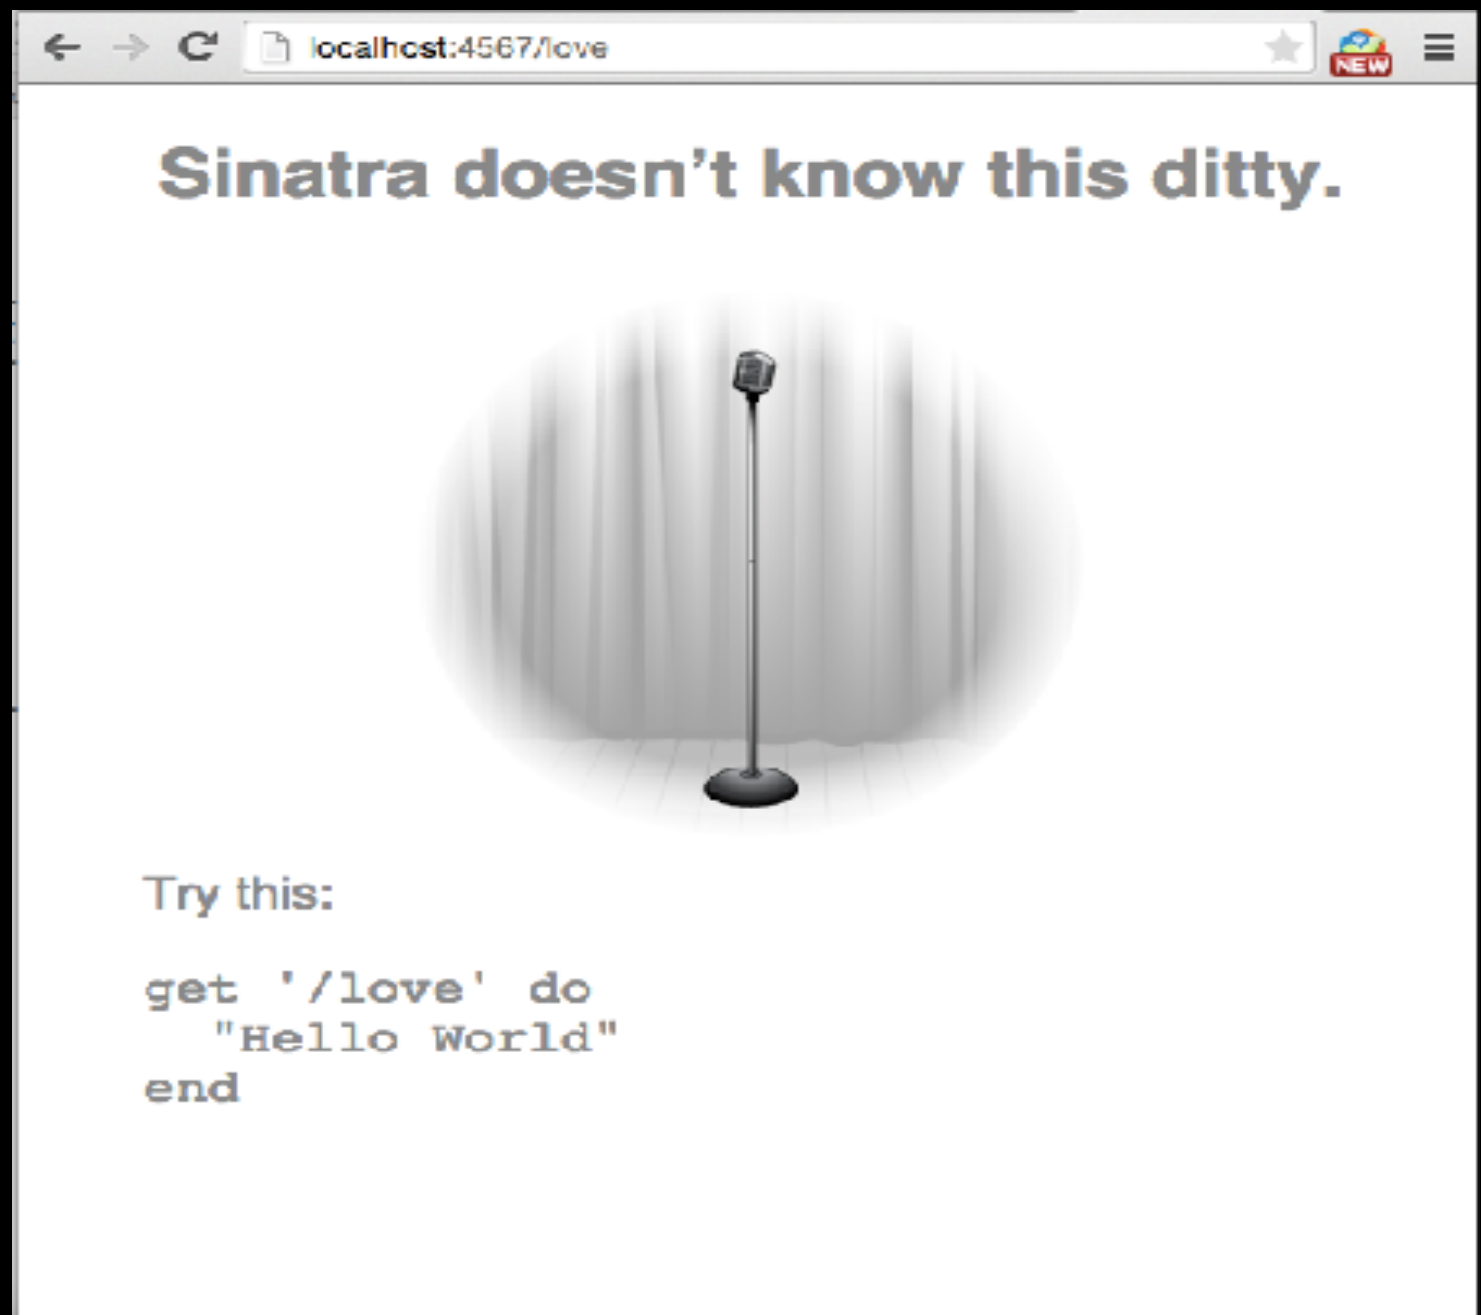 localhost:4567/love
NEW
Sinatra doesn’t know this ditty.
Try this:
get '/love' do
  "Hello World"
end